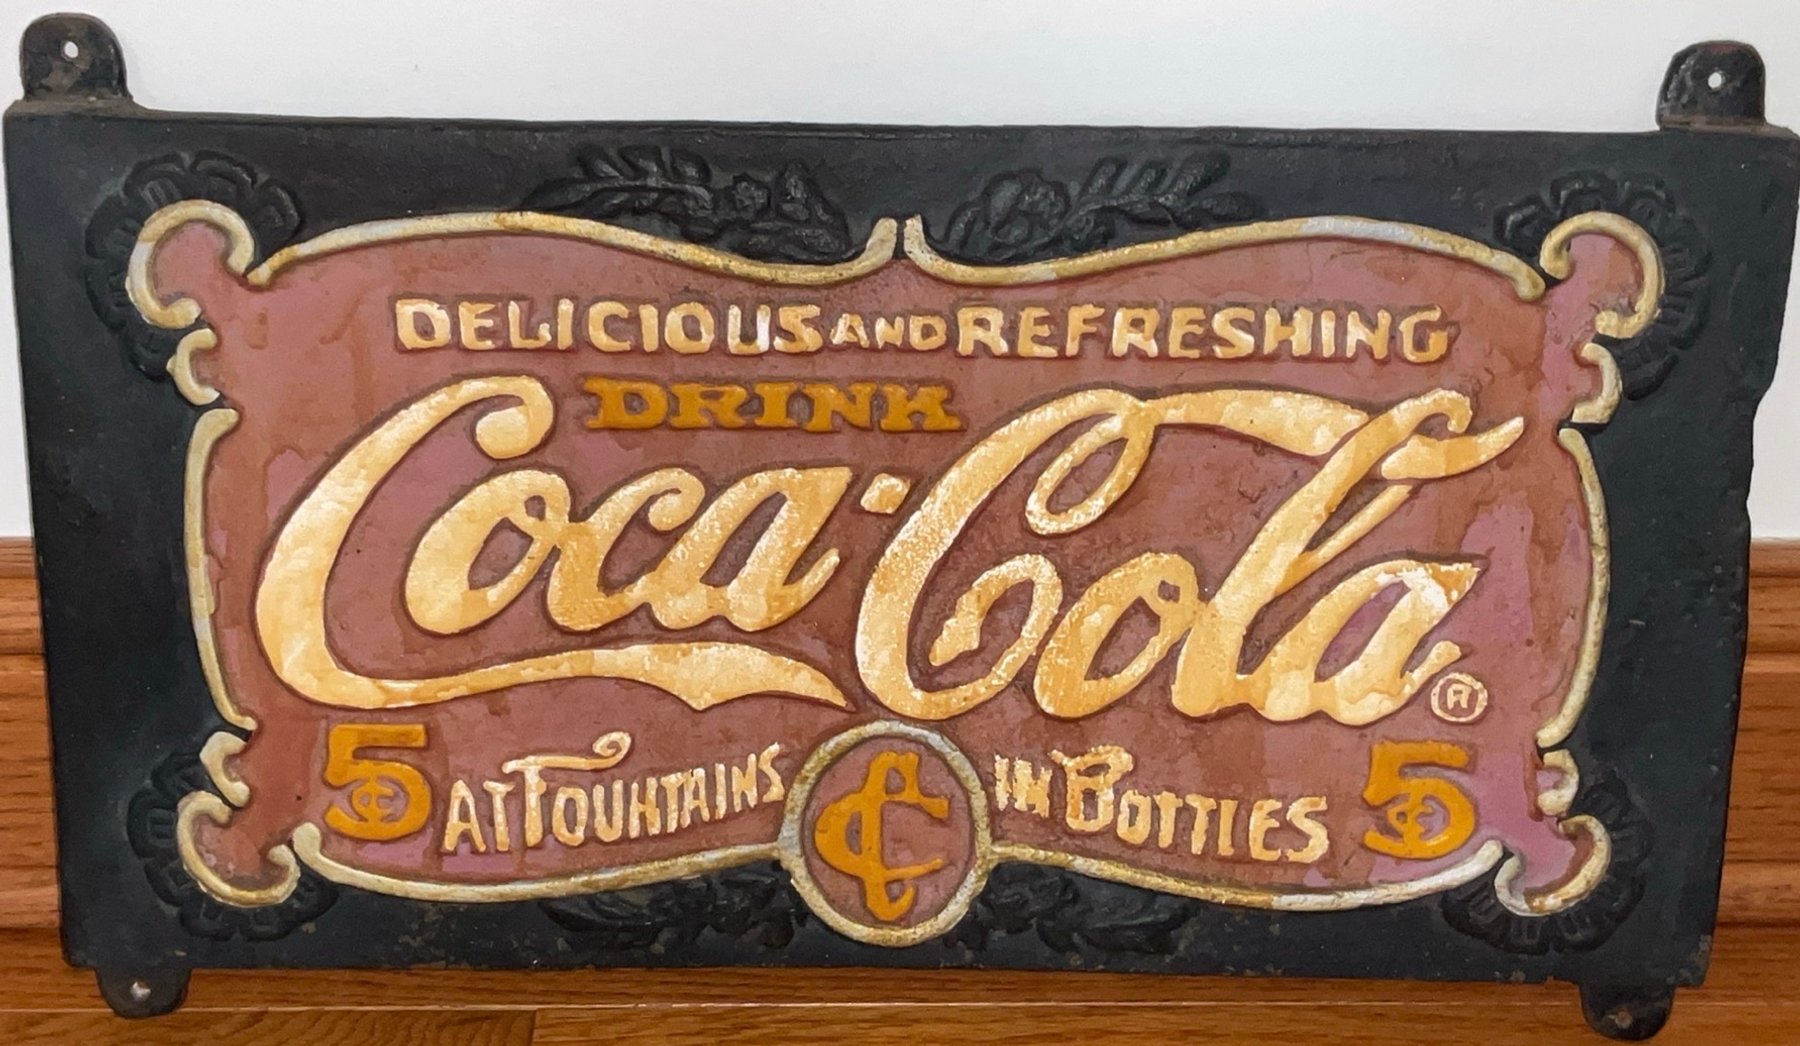 DELICIOUS AND REFRESHING
DRINK
Coca-Cola®
5¢ AT FOUNTAINS ¢ IN BOTTLES 5¢